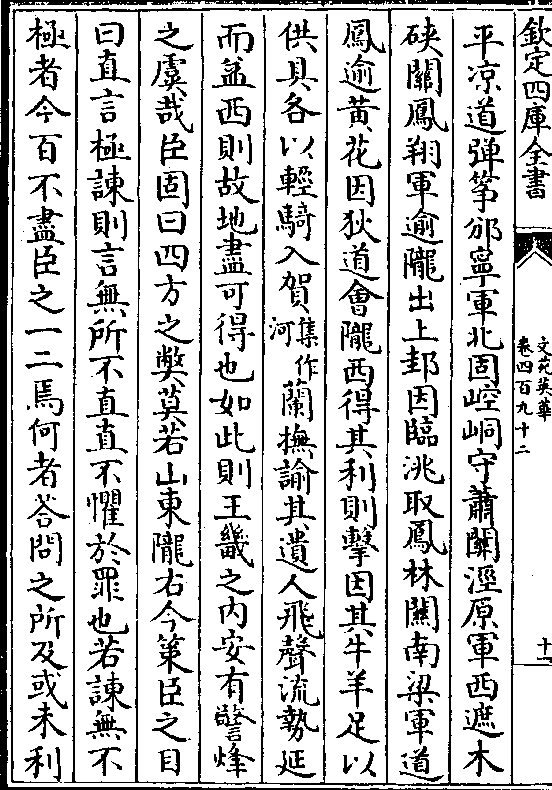 欽定四庫全書
文苑英華
卷四百九十二
十一
平凉道彈筝邠寧軍北固崆峒守蕭關涇原軍西遮木
硤關鳳翔軍逾隴出上邽因臨洮取鳳林關南梁軍道
鳳逾黄花因狄道會隴西得其利則擊因其牛羊足以
供具各以輕騎入賀集作河蘭撫諭其遺人飛聲流勢延
而益西則故地盡可得也如此則王畿之内安有警烽
之虞哉臣固曰四方之獘莫若山東隴右今策臣之目
曰直言極諫則言無所不直直不懼於罪也若諫無不
極者今百不盡臣之一二焉何者荅問之所及或未利